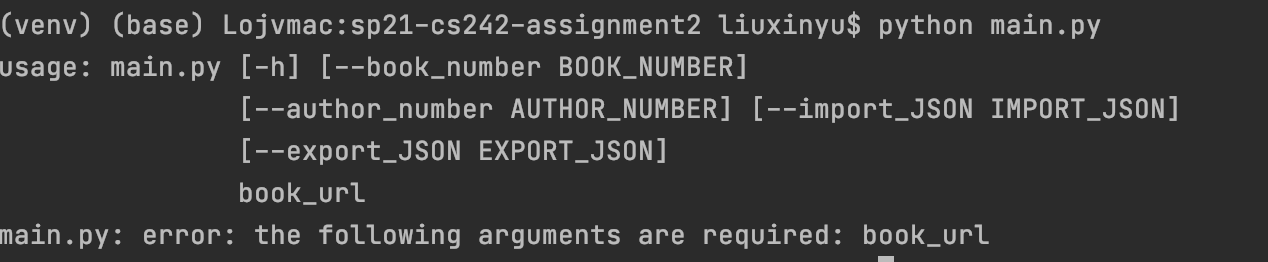 (venv) (base) Lojvmac:sp21-cs242-assignment2 liuxinyu$ python main.py
usage: main.py [-h] [--book_number BOOK_NUMBER]
[--author_number AUTHOR_NUMBER] [--import_JSON IMPORT_JSON]
[--export_JSON EXPORT_JSON]
book_url
main.py: error: the following arguments are required: book_url